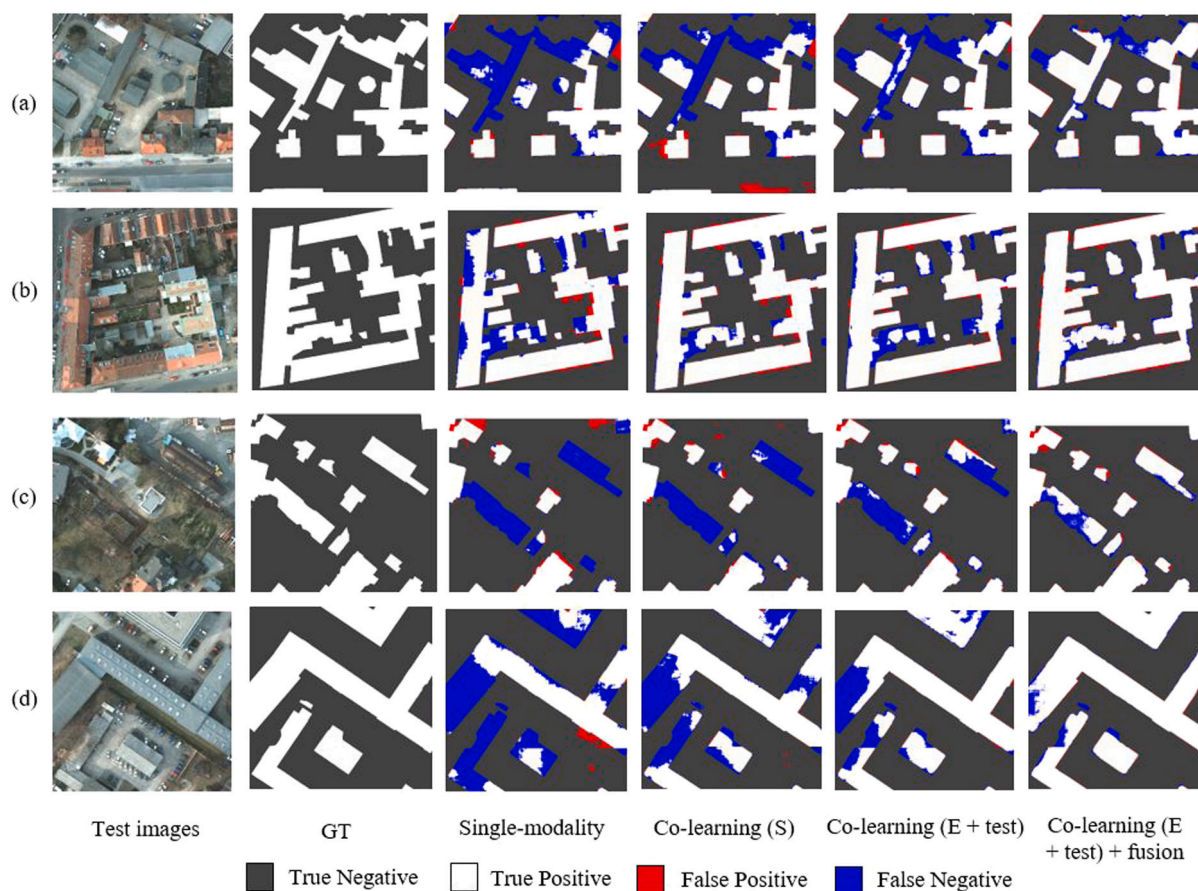 (a)
(b)
(c)
(d)
Test images
GT
Single-modality
Co-learning (S)
Co-learning (E + test)
Co-learning (E
+ test) + fusion
True Negative
True Positive
False Positive
False Negative